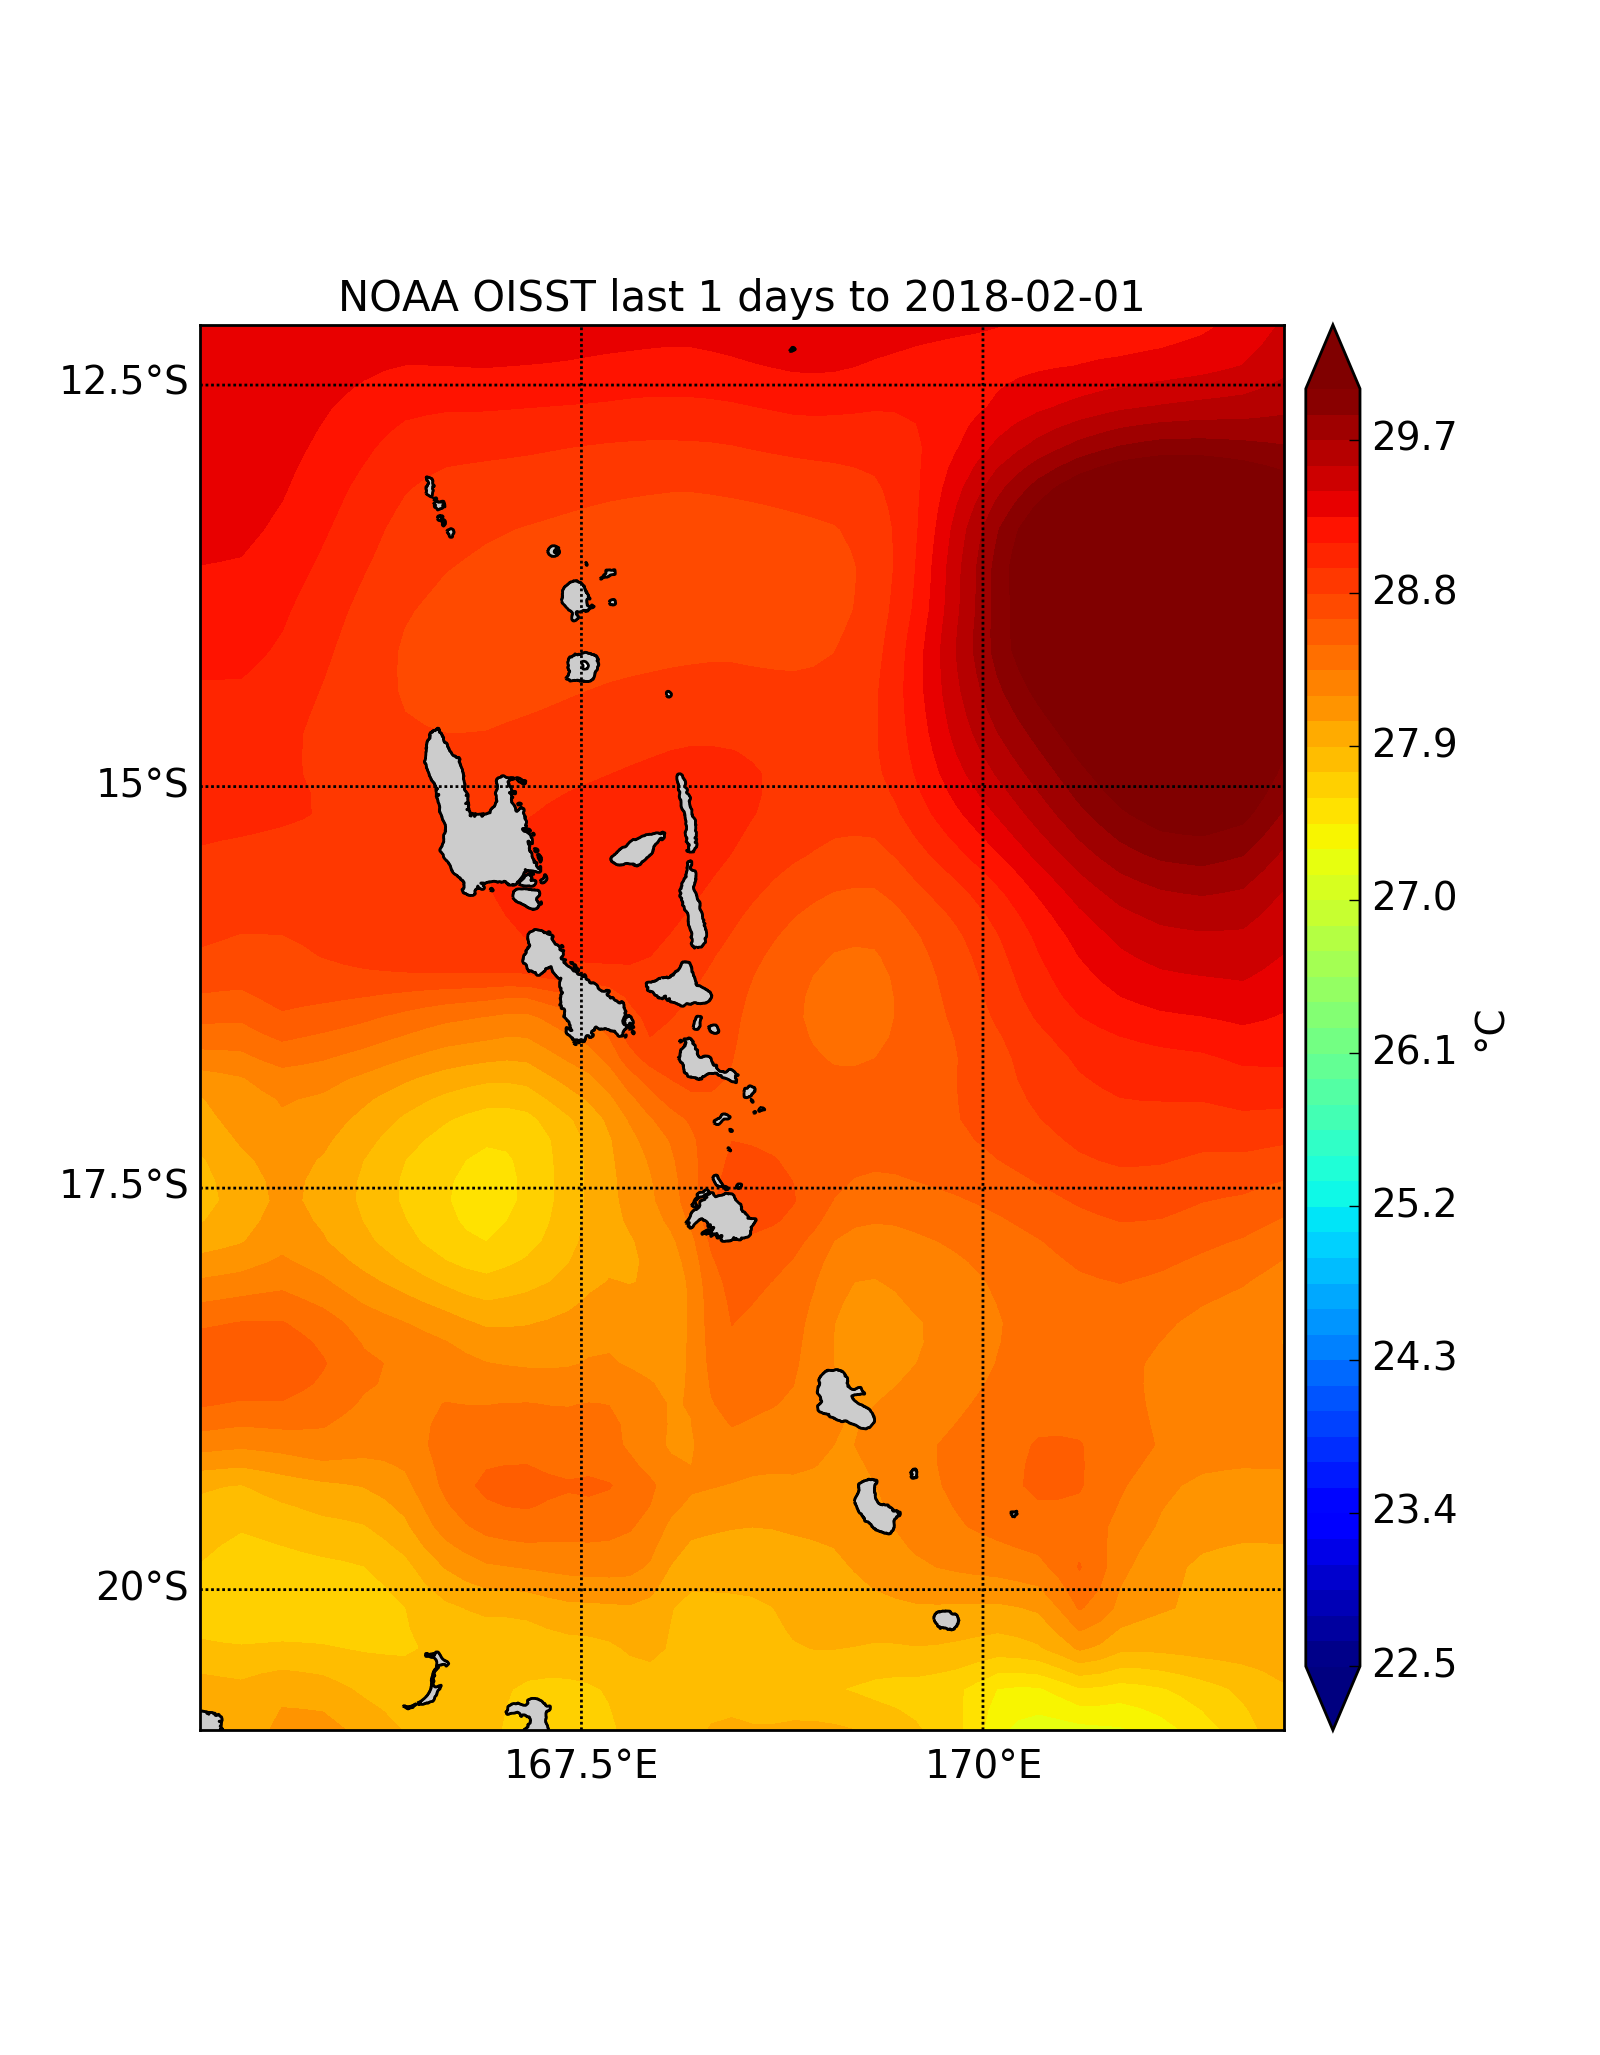 NOAA OISST last 1 days to 2018-02-01
12.5°S
15°S
17.5°S
20°S
167.5°E
170°E
29.7
28.8
27.9
27.0
26.1
25.2
24.3
23.4
22.5
°C